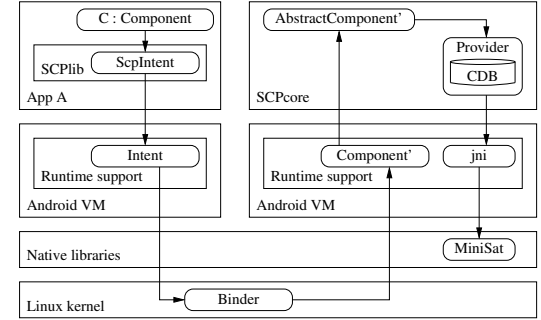 C : Component
SCPlib
ScpIntent
App A
AbstractComponent’
Provider
CDB
SCPcore
Intent
Runtime support
Android VM
Component’
jni
Runtime support
Android VM
MiniSat
Native libraries
Binder
Linux kernel